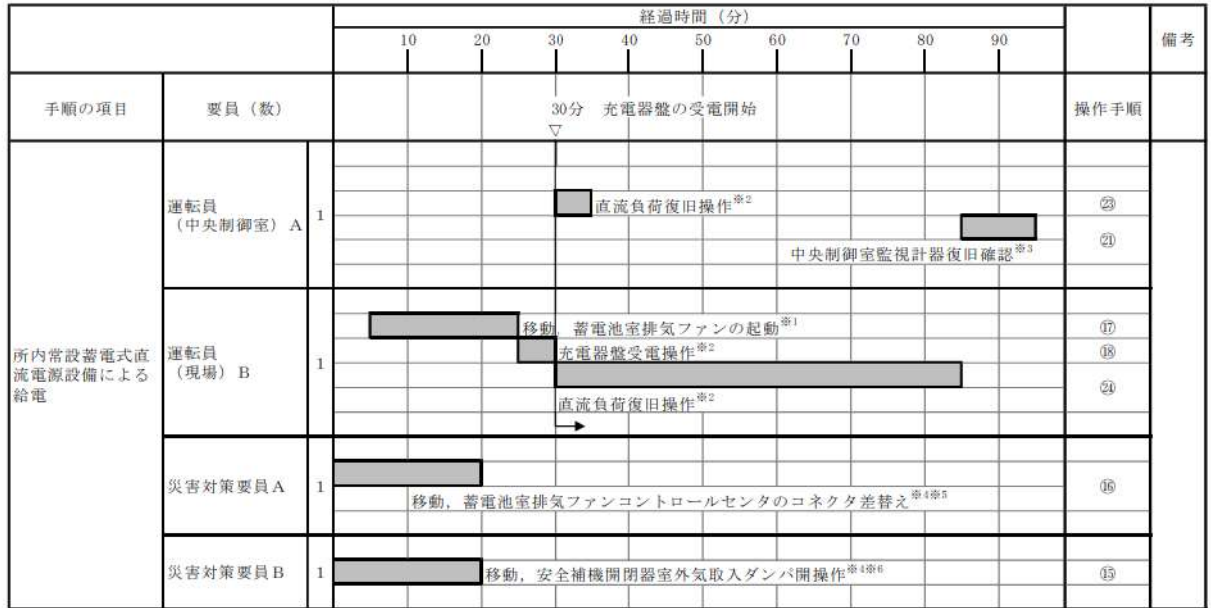 経過時間（分）
10 20 30 40 50 60 70 80 90
備考
手順の項目 要員（数） 30分 充電器盤の受電開始 操作手順
▽
所内常設蓄電式直
流電源設備による
給電
運転員
（中央制御室）A 1
直流負荷復旧操作※2 ㉓
中央制御室監視計器復旧確認※3 ㉑
運転員
（現場）B 1
移動，蓄電池室排気ファンの起動※1 ⑰
充電器盤受電操作※2 ⑱
直流負荷復旧操作※2 ㉔
災害対策要員A 1
移動，蓄電池室排気ファンコントロールセンタのコネクタ差替え※4※5 ⑯
災害対策要員B 1 移動，安全補機開閉器室外気取入ダンパ開操作※4※6 ⑮